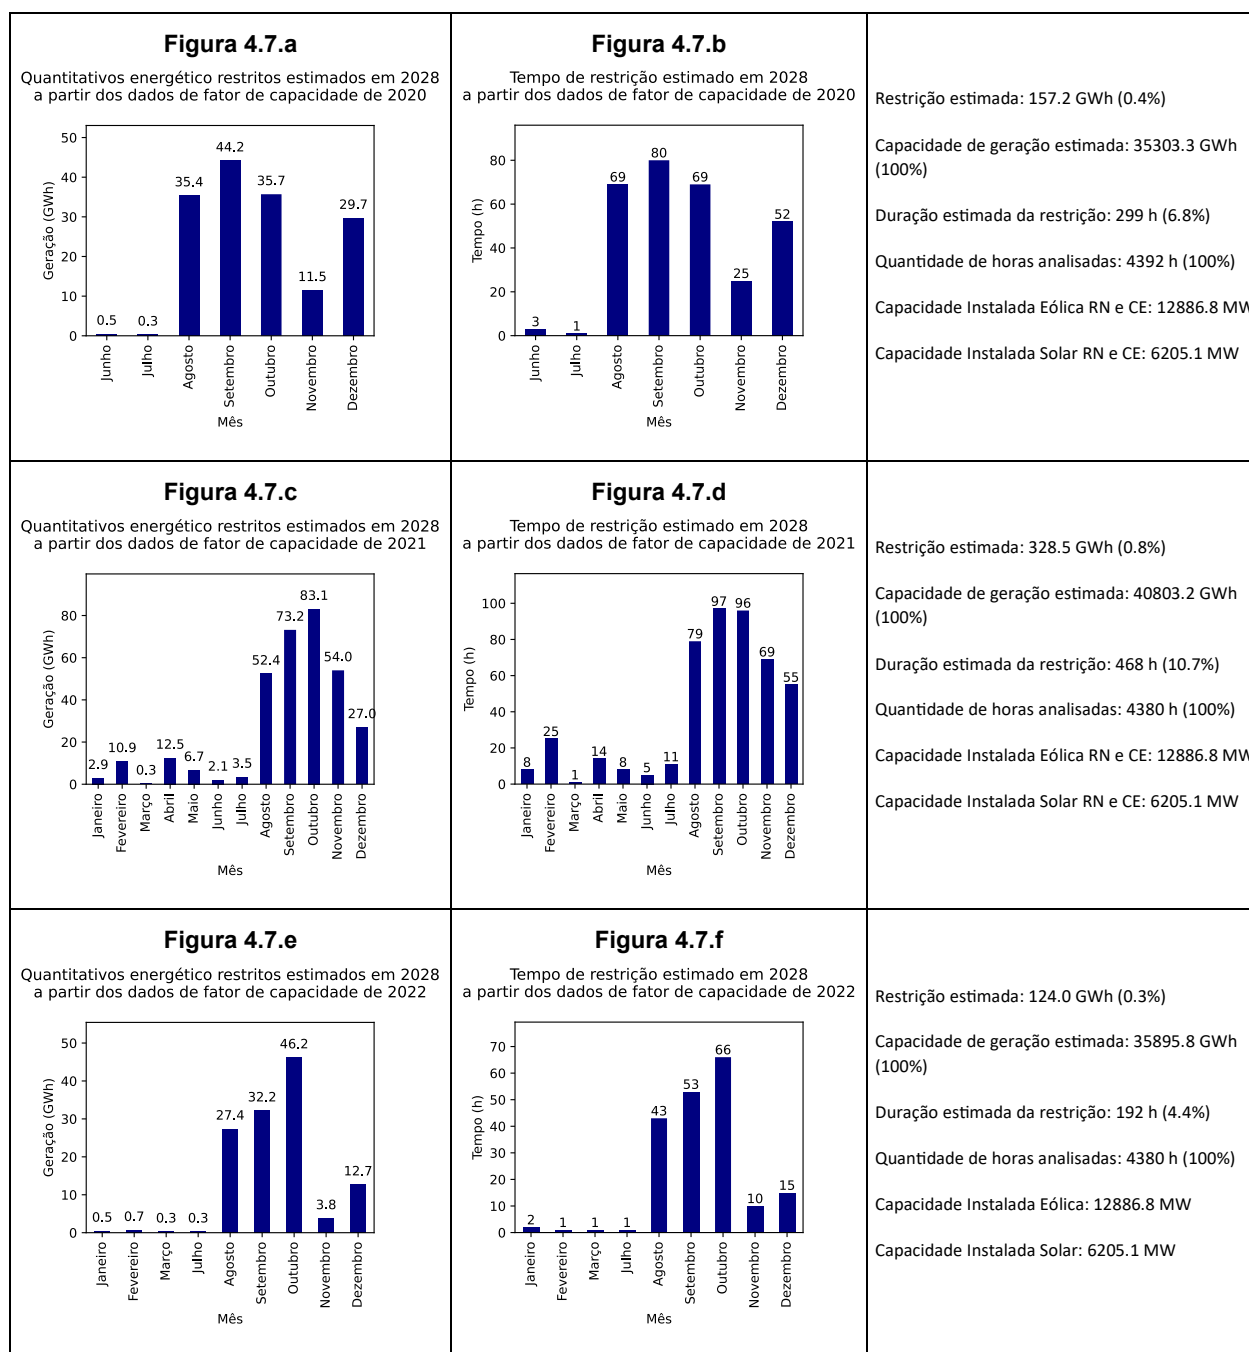 Figura 4.7.a
Quantitativos energético restritos estimados em 2028
a partir dos dados de fator de capacidade de 2020
50
40
30
20
10
0
Geração (GWh)
0.5
0.3
35.4
44.2
35.7
11.5
29.7
Junho
Julho
Agosto
Setembro
Outubro
Novembro
Dezembro
Mês
Figura 4.7.b
Tempo de restrição estimado em 2028
a partir dos dados de fator de capacidade de 2020
80
60
40
20
0
Tempo (h)
3
1
69
80
69
25
52
Junho
Julho
Agosto
Setembro
Outubro
Novembro
Dezembro
Mês
Restrição estimada: 157.2 GWh (0.4%)
Capacidade de geração estimada: 35303.3 GWh
(100%)
Duração estimada da restrição: 299 h (6.8%)
Quantidade de horas analisadas: 4392 h (100%)
Capacidade Instalada Eólica RN e CE: 12886.8 MW
Capacidade Instalada Solar RN e CE: 6205.1 MW
Figura 4.7.c
Quantitativos energético restritos estimados em 2028
a partir dos dados de fator de capacidade de 2021
80
60
40
20
0
Geração (GWh)
2.9
10.9
0.3
12.5
6.7
2.1
3.5
52.4
73.2
83.1
54.0
27.0
Janeiro
Fevereiro
Março
Abril
Maio
Junho
Julho
Agosto
Setembro
Outubro
Novembro
Dezembro
Mês
Figura 4.7.d
Tempo de restrição estimado em 2028
a partir dos dados de fator de capacidade de 2021
100
80
60
40
20
0
Tempo (h)
8
25
1
14
8
5
11
79
97
96
69
55
Janeiro
Fevereiro
Março
Abril
Maio
Junho
Julho
Agosto
Setembro
Outubro
Novembro
Dezembro
Mês
Restrição estimada: 328.5 GWh (0.8%)
Capacidade de geração estimada: 40803.2 GWh
(100%)
Duração estimada da restrição: 468 h (10.7%)
Quantidade de horas analisadas: 4380 h (100%)
Capacidade Instalada Eólica RN e CE: 12886.8 MW
Capacidade Instalada Solar RN e CE: 6205.1 MW
Figura 4.7.e
Quantitativos energético restritos estimados em 2028
a partir dos dados de fator de capacidade de 2022
50
40
30
20
10
0
Geração (GWh)
0.5
0.7
0.3
0.3
27.4
32.2
46.2
3.8
12.7
Janeiro
Fevereiro
Março
Julho
Agosto
Setembro
Outubro
Novembro
Dezembro
Mês
Figura 4.7.f
Tempo de restrição estimado em 2028
a partir dos dados de fator de capacidade de 2022
70
60
50
40
30
20
10
0
Tempo (h)
2
1
1
1
43
53
66
10
15
Janeiro
Fevereiro
Março
Julho
Agosto
Setembro
Outubro
Novembro
Dezembro
Mês
Restrição estimada: 124.0 GWh (0.3%)
Capacidade de geração estimada: 35895.8 GWh
(100%)
Duração estimada da restrição: 192 h (4.4%)
Quantidade de horas analisadas: 4380 h (100%)
Capacidade Instalada Eólica: 12886.8 MW
Capacidade Instalada Solar: 6205.1 MW